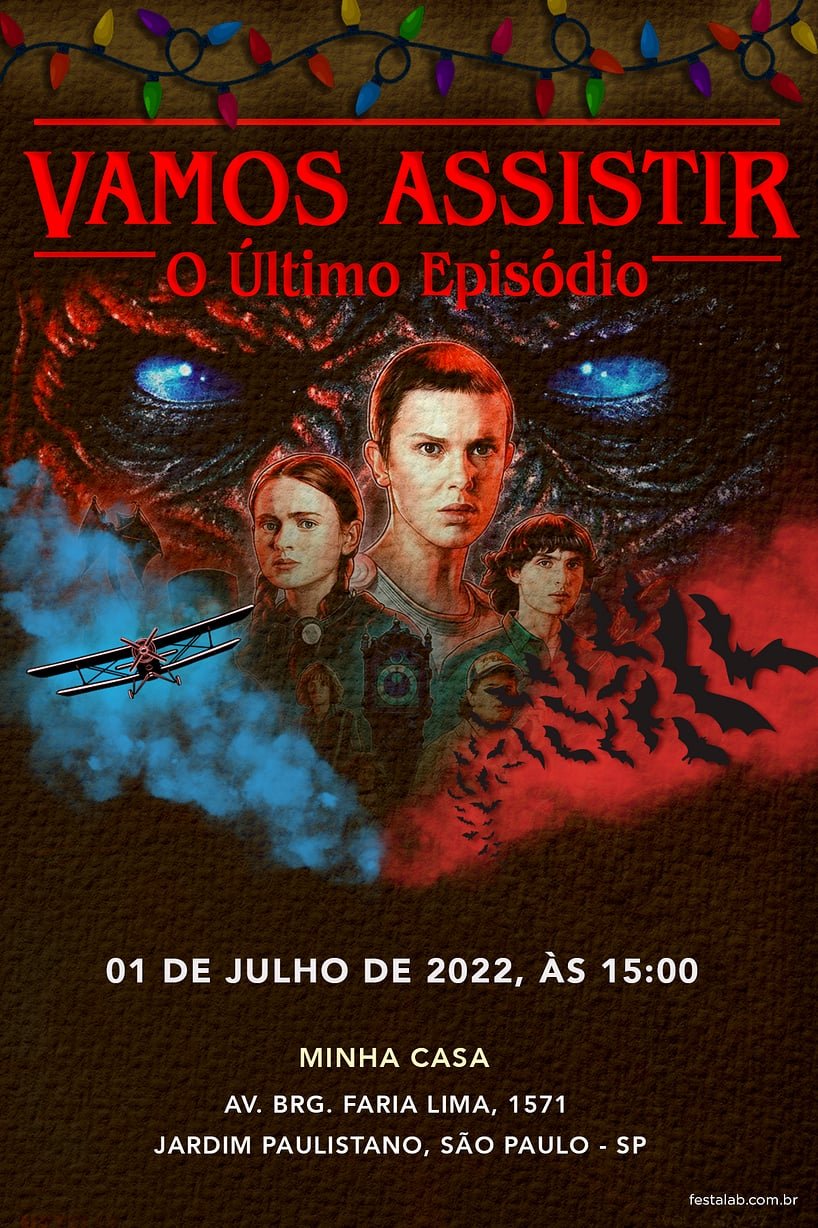 VAMOS ASSISTIR
O Último Episódio
01 DE JULHO DE 2022, ÀS 15:00
MINHA CASA
AV. BRG. FARIA LIMA, 1571
JARDIM PAULISTANO, SÃO PAULO - SP
festalab.com.br